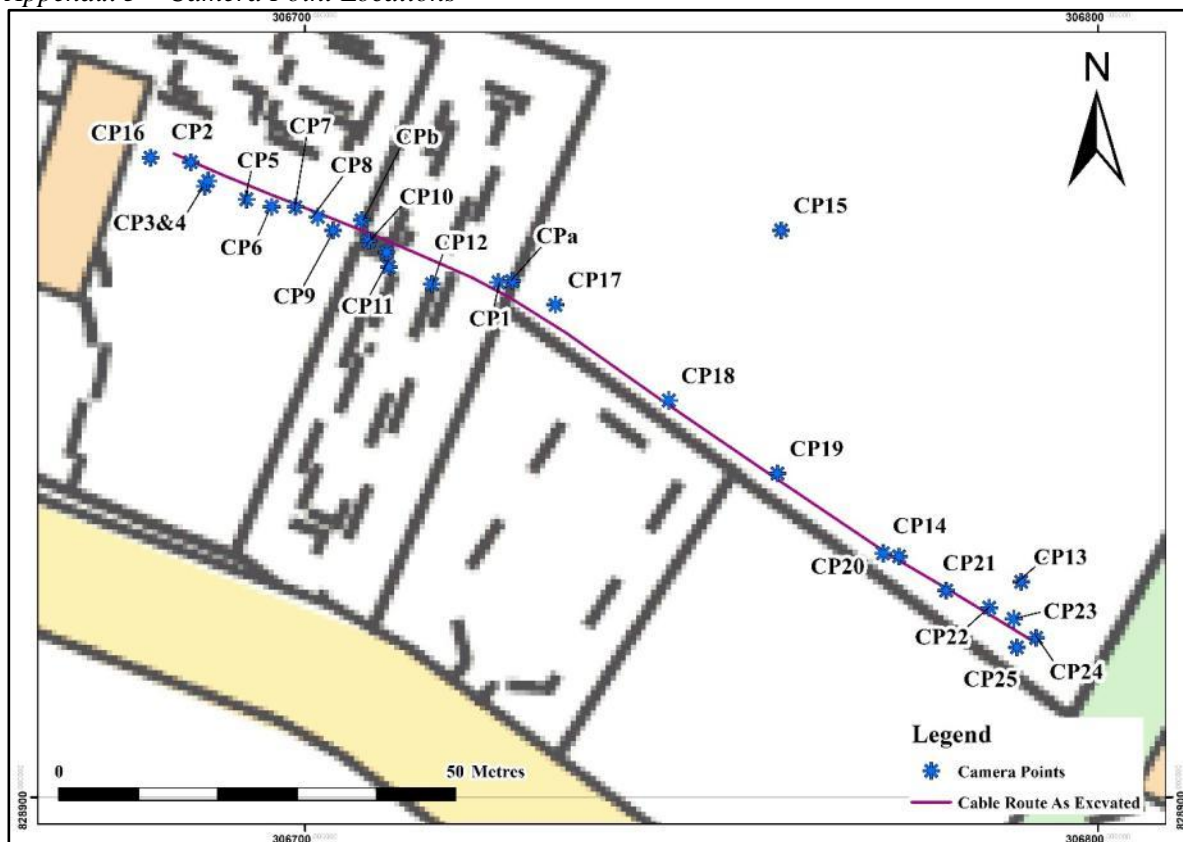 Appendix 3 – Camera Point Locations
306700
306800
N
CP16
CP2
CP7
CPb
CP5
CP8
CP10
CP15
CP3&4
CP6
CP12
CPa
CP9
CP11
CP1
CP17
CP18
CP19
CP14
CP20
CP21
CP13
CP22
CP23
CP25
CP24
Legend
Camera Points
Cable Route As Excvated
0
50 Metres
828900
828900
306700
306800